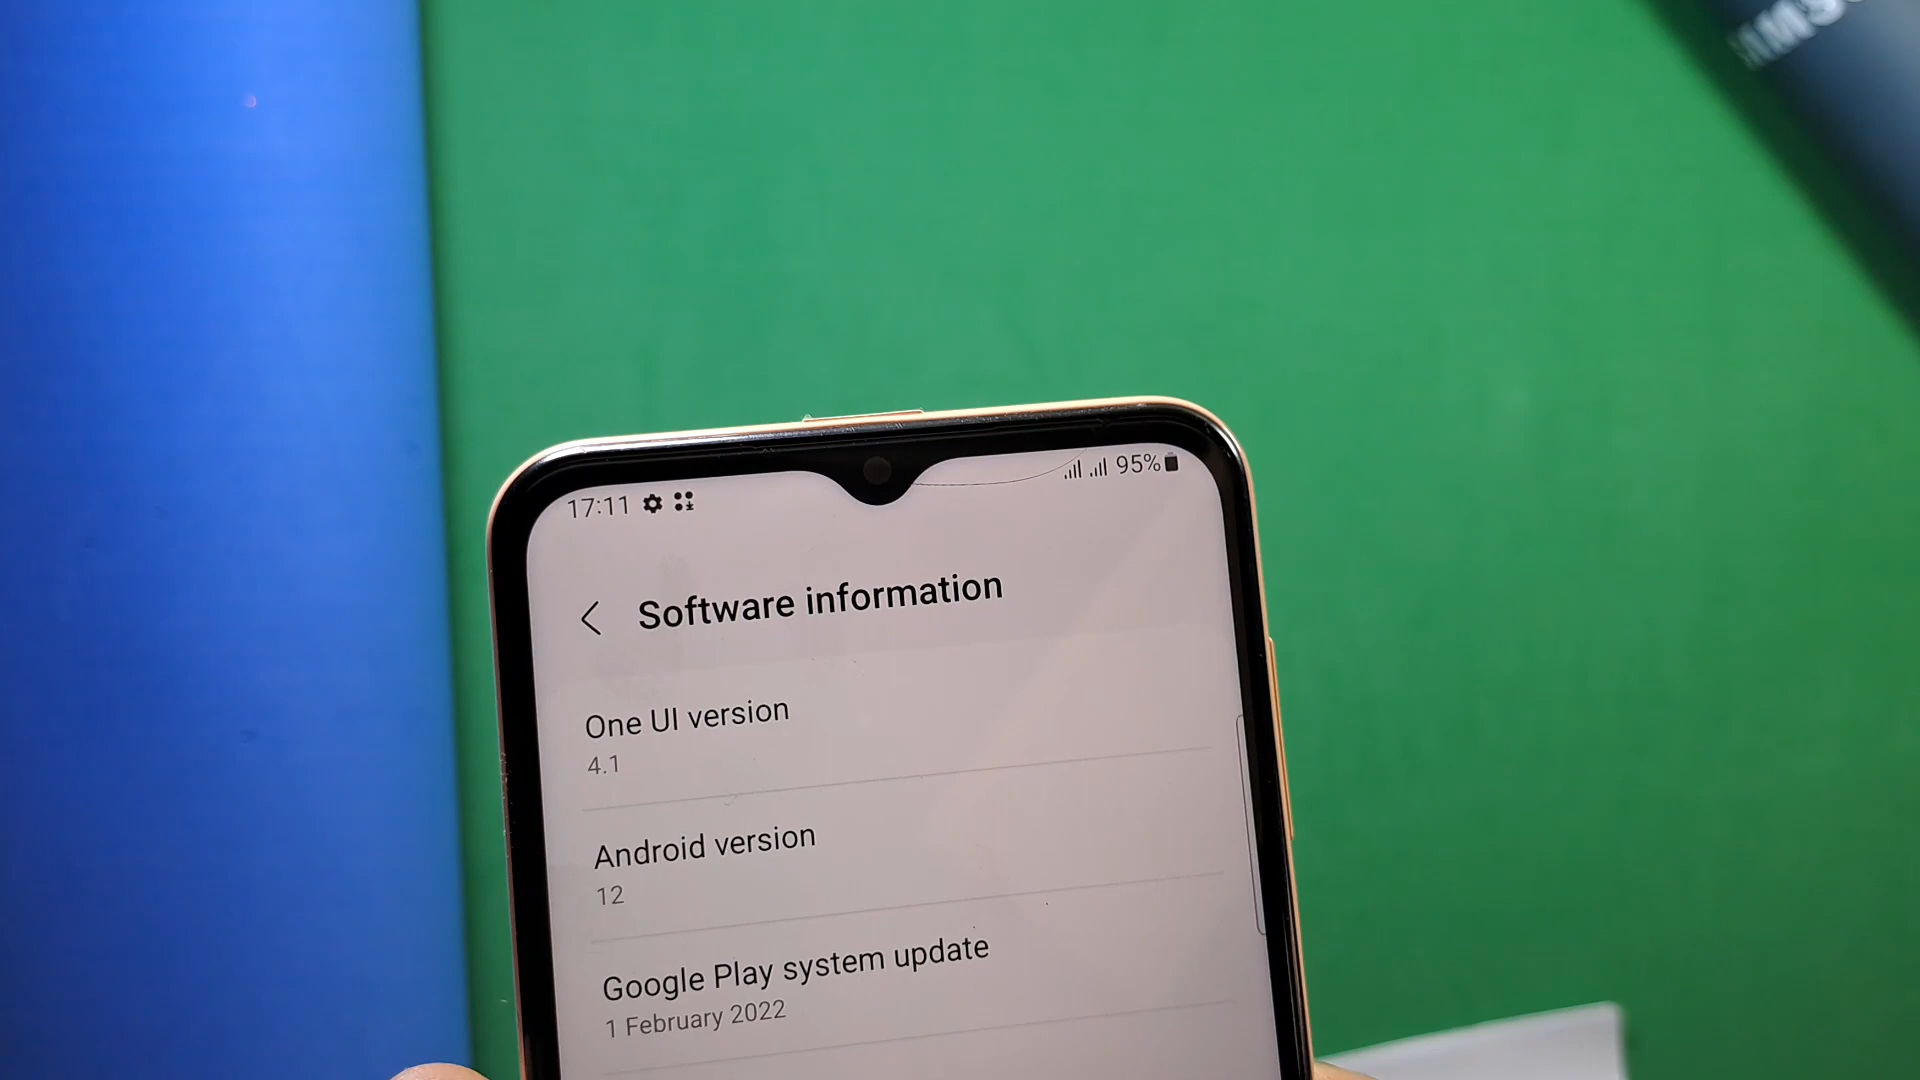 17:11 95%
Software information
One UI version
4.1
Android version
12
Google Play system update
1 February 2022